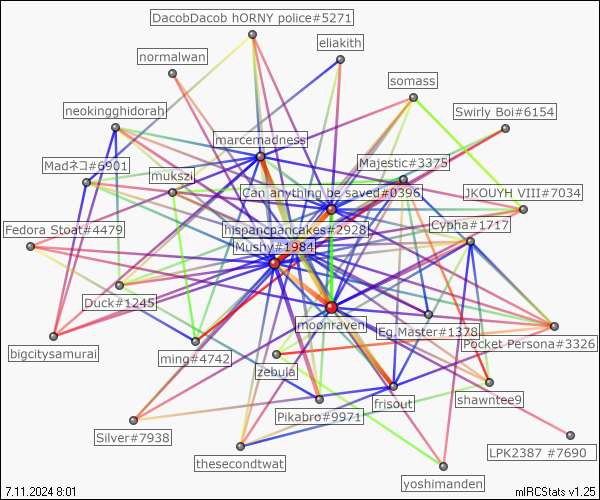 DacobDacob hORNY police#5271
eliakith
normalwan
somass
neokingghidorah
Swirly Boi#6154
marcemadness
Majestic#3375
Madネコ#6901
mukszi
Can anything be saved#0396
JKOUYH VIII#7034
Cypha#1717
Fedora Stoat#4479
hispancpancakes#2928
Mushy#1984
Duck#1245
moonraven
Eg.Master#1378
Pocket Persona#3326
bigcitysamurai
ming#4742
zebula
shawntee9
frisout
Pikabro#9971
Silver#7938
LPK2387 #7690
thesecondtwat
yoshimanden
7.11.2024 8:01
mIRCStats v1.25